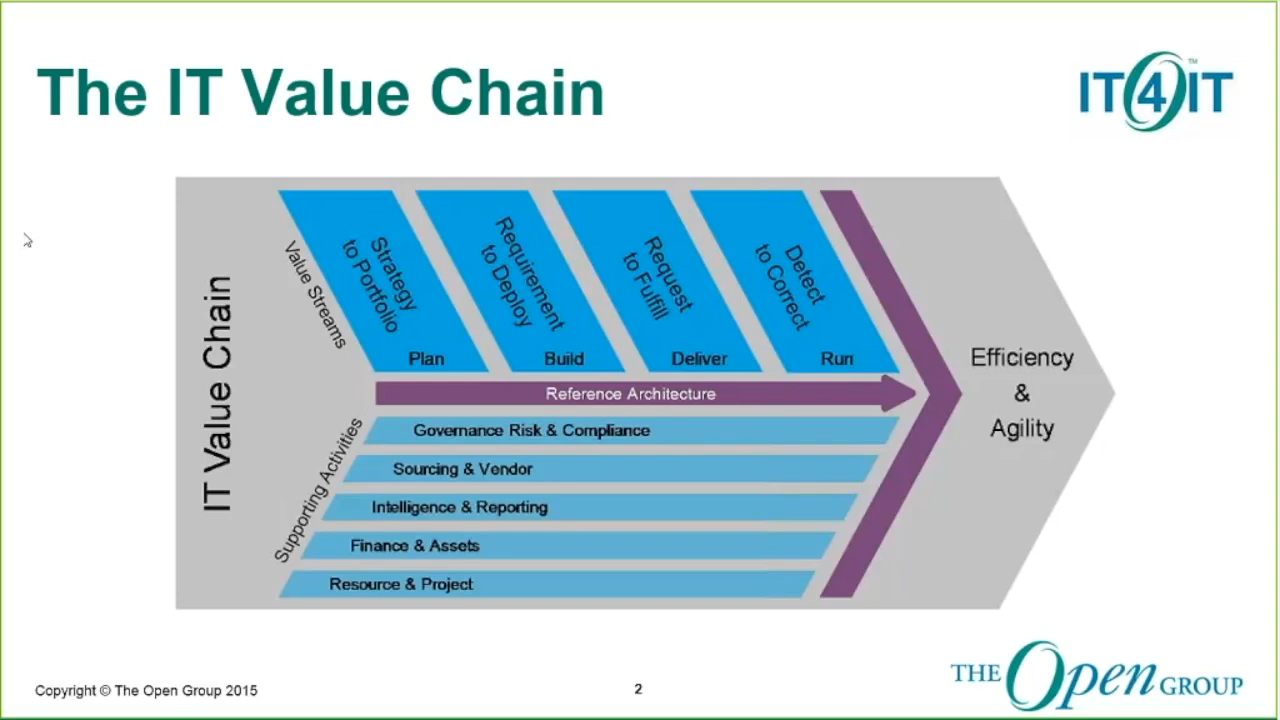 The IT Value Chain
IT4IT™
IT Value Chain
Value Streams
Strategy
to Portfolio
Plan
Requirement
to Deploy
Build
Request
to Fulfill
Deliver
Detect
to Correct
Run
Reference Architecture
Efficiency
&
Agility
Supporting Activities
Governance Risk & Compliance
Sourcing & Vendor
Intelligence & Reporting
Finance & Assets
Resource & Project
Copyright © The Open Group 2015
2
THE Open GROUP